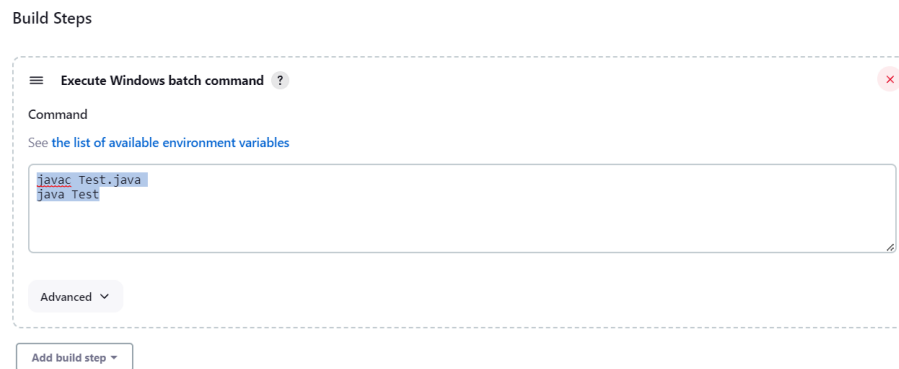 Build Steps
Execute Windows batch command ?
Command
See the list of available environment variables
javac Test.java
java Test
Advanced
Add build step